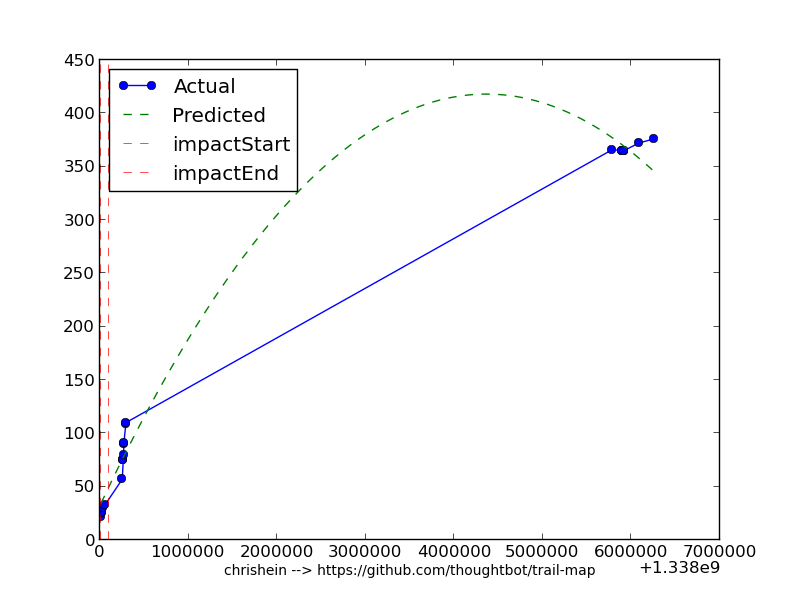 450
400
350
300
250
200
150
100
50
0
Actual
Predicted
impactStart
impactEnd
0 1000000 2000000 3000000 4000000 5000000 6000000 7000000
+1.338e9
chrishein --> https://github.com/thoughtbot/trail-map